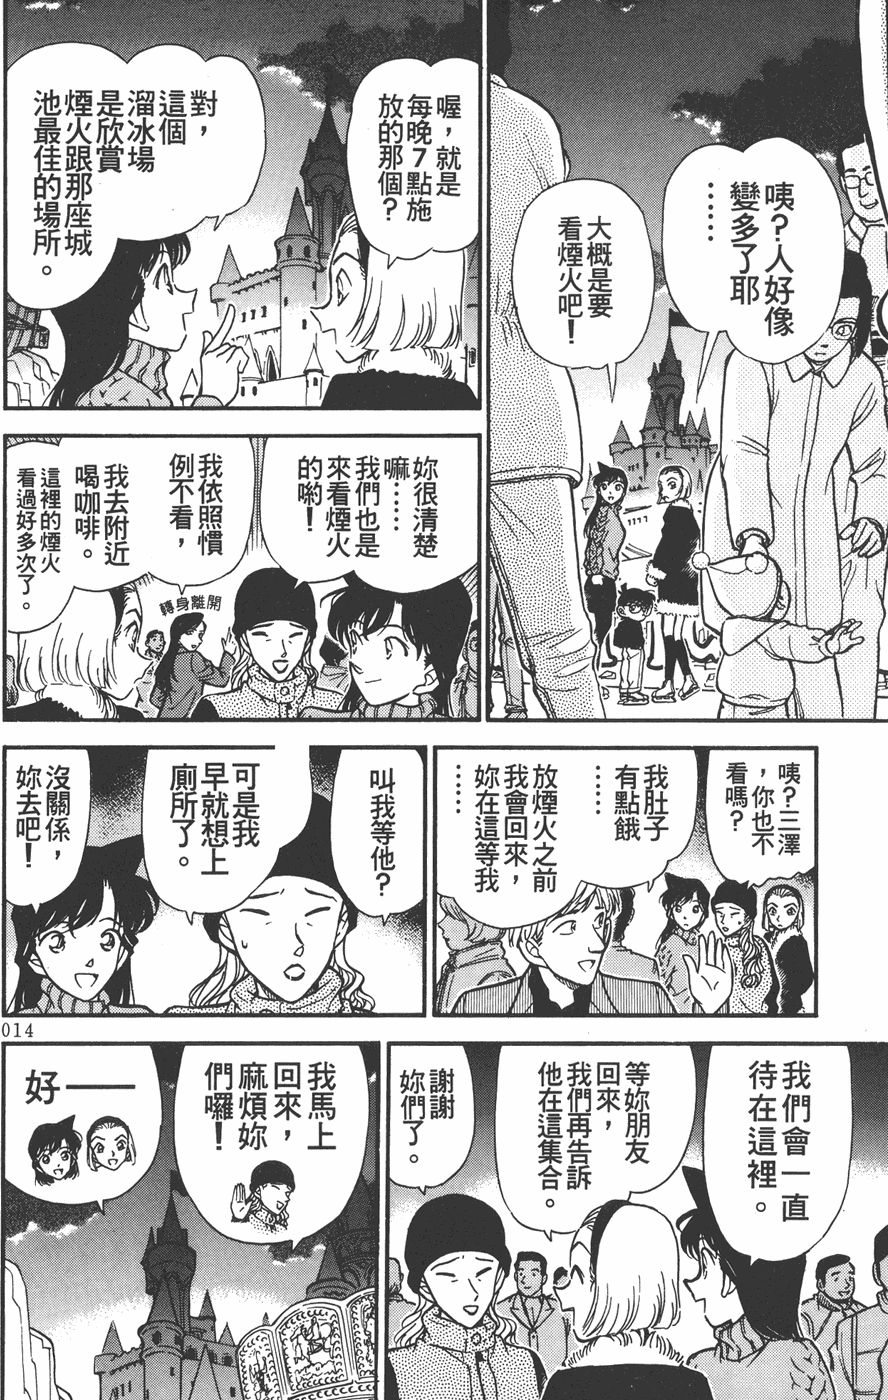 咦?人好像
變多了耶
……
大概是要
看煙火吧!
喔,就是
每晚7點施
放的那個?
對,
這個
溜冰場
是欣賞
煙火跟那座城
池最佳的場所。
妳很清楚
嘛……
我們也是
來看煙火
的喲!
我依照慣
例不看,
轉身離開
我去附近
喝咖啡。
這裡的煙火
看過好多次了。
咦?三澤
,你也不
看嗎?
我肚子
有點餓
……
放煙火之前
我會回來,
妳在這等我
……
叫我等他?
可是我
早就想上
廁所了。
沒關係,
妳去吧!
014
我們會一直
待在這裡。
等妳朋友
回來,
我們再告訴
他在這集合。
謝謝
妳們了。
我馬上
回來,
麻煩妳
們囉!
好——